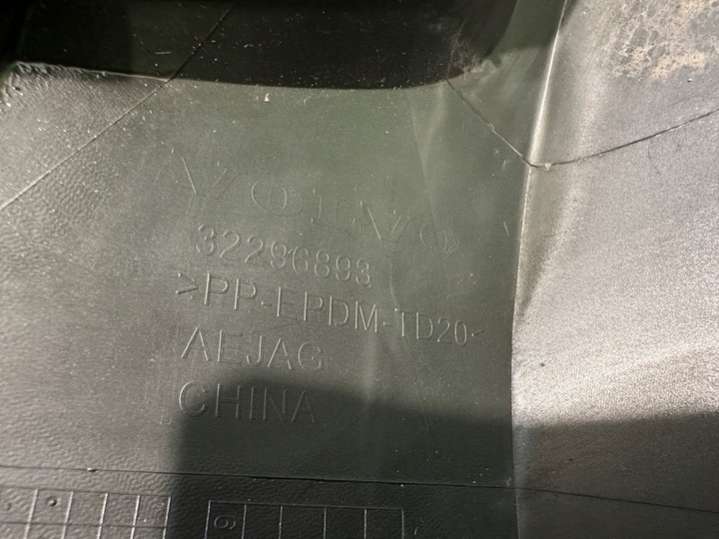 VOLVO
32296893
>PP-EPDM-TD20<
AEJAG
CHINA